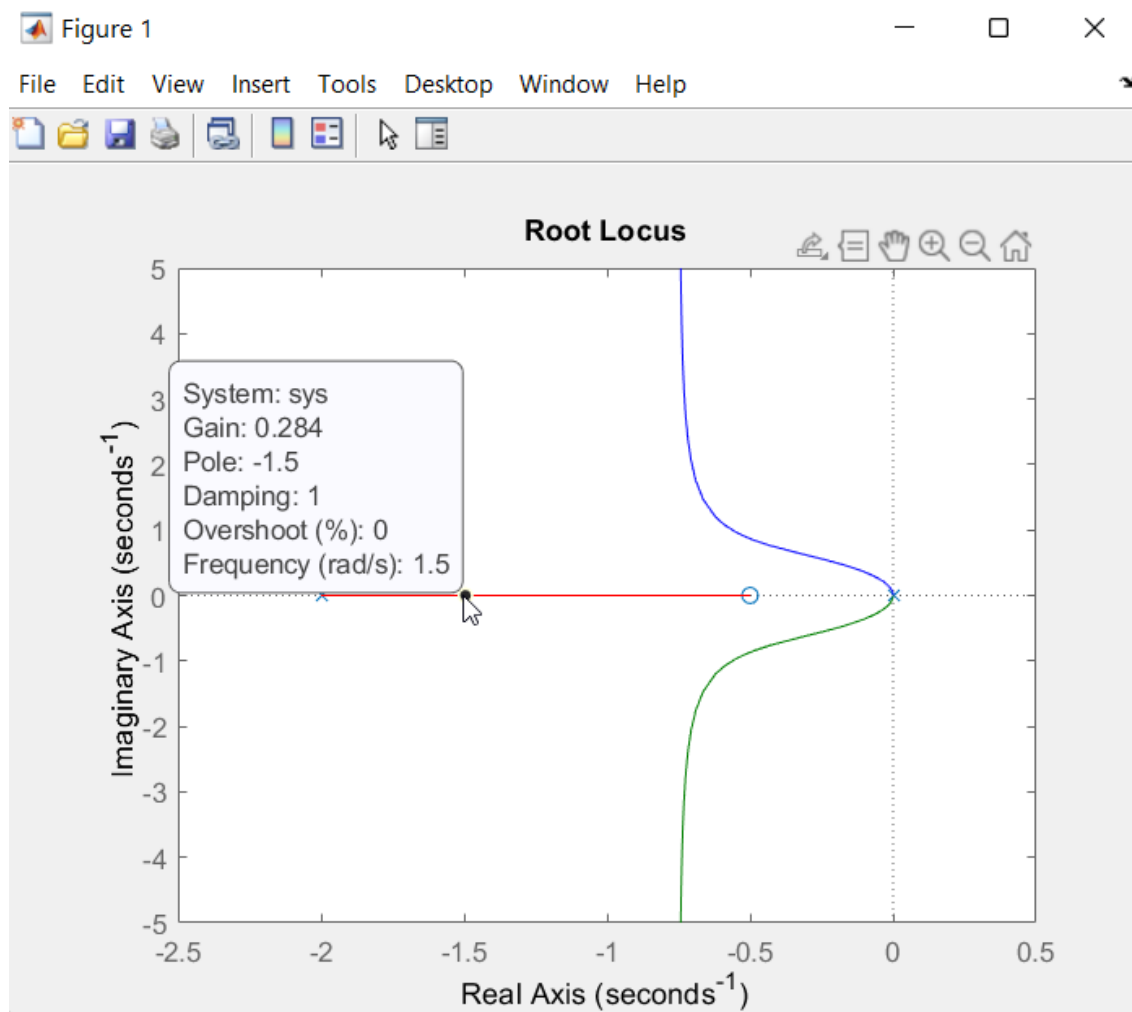 Figure 1
File Edit View Insert Tools Desktop Window Help
Root Locus
5
4
3
2
1
0
-1
-2
-3
-4
-5
Imaginary Axis (seconds-1)
System: sys
Gain: 0.284
Pole: -1.5
Damping: 1
Overshoot (%): 0
Frequency (rad/s): 1.5
-2.5 -2 -1.5 -1 -0.5 0 0.5
Real Axis (seconds-1)